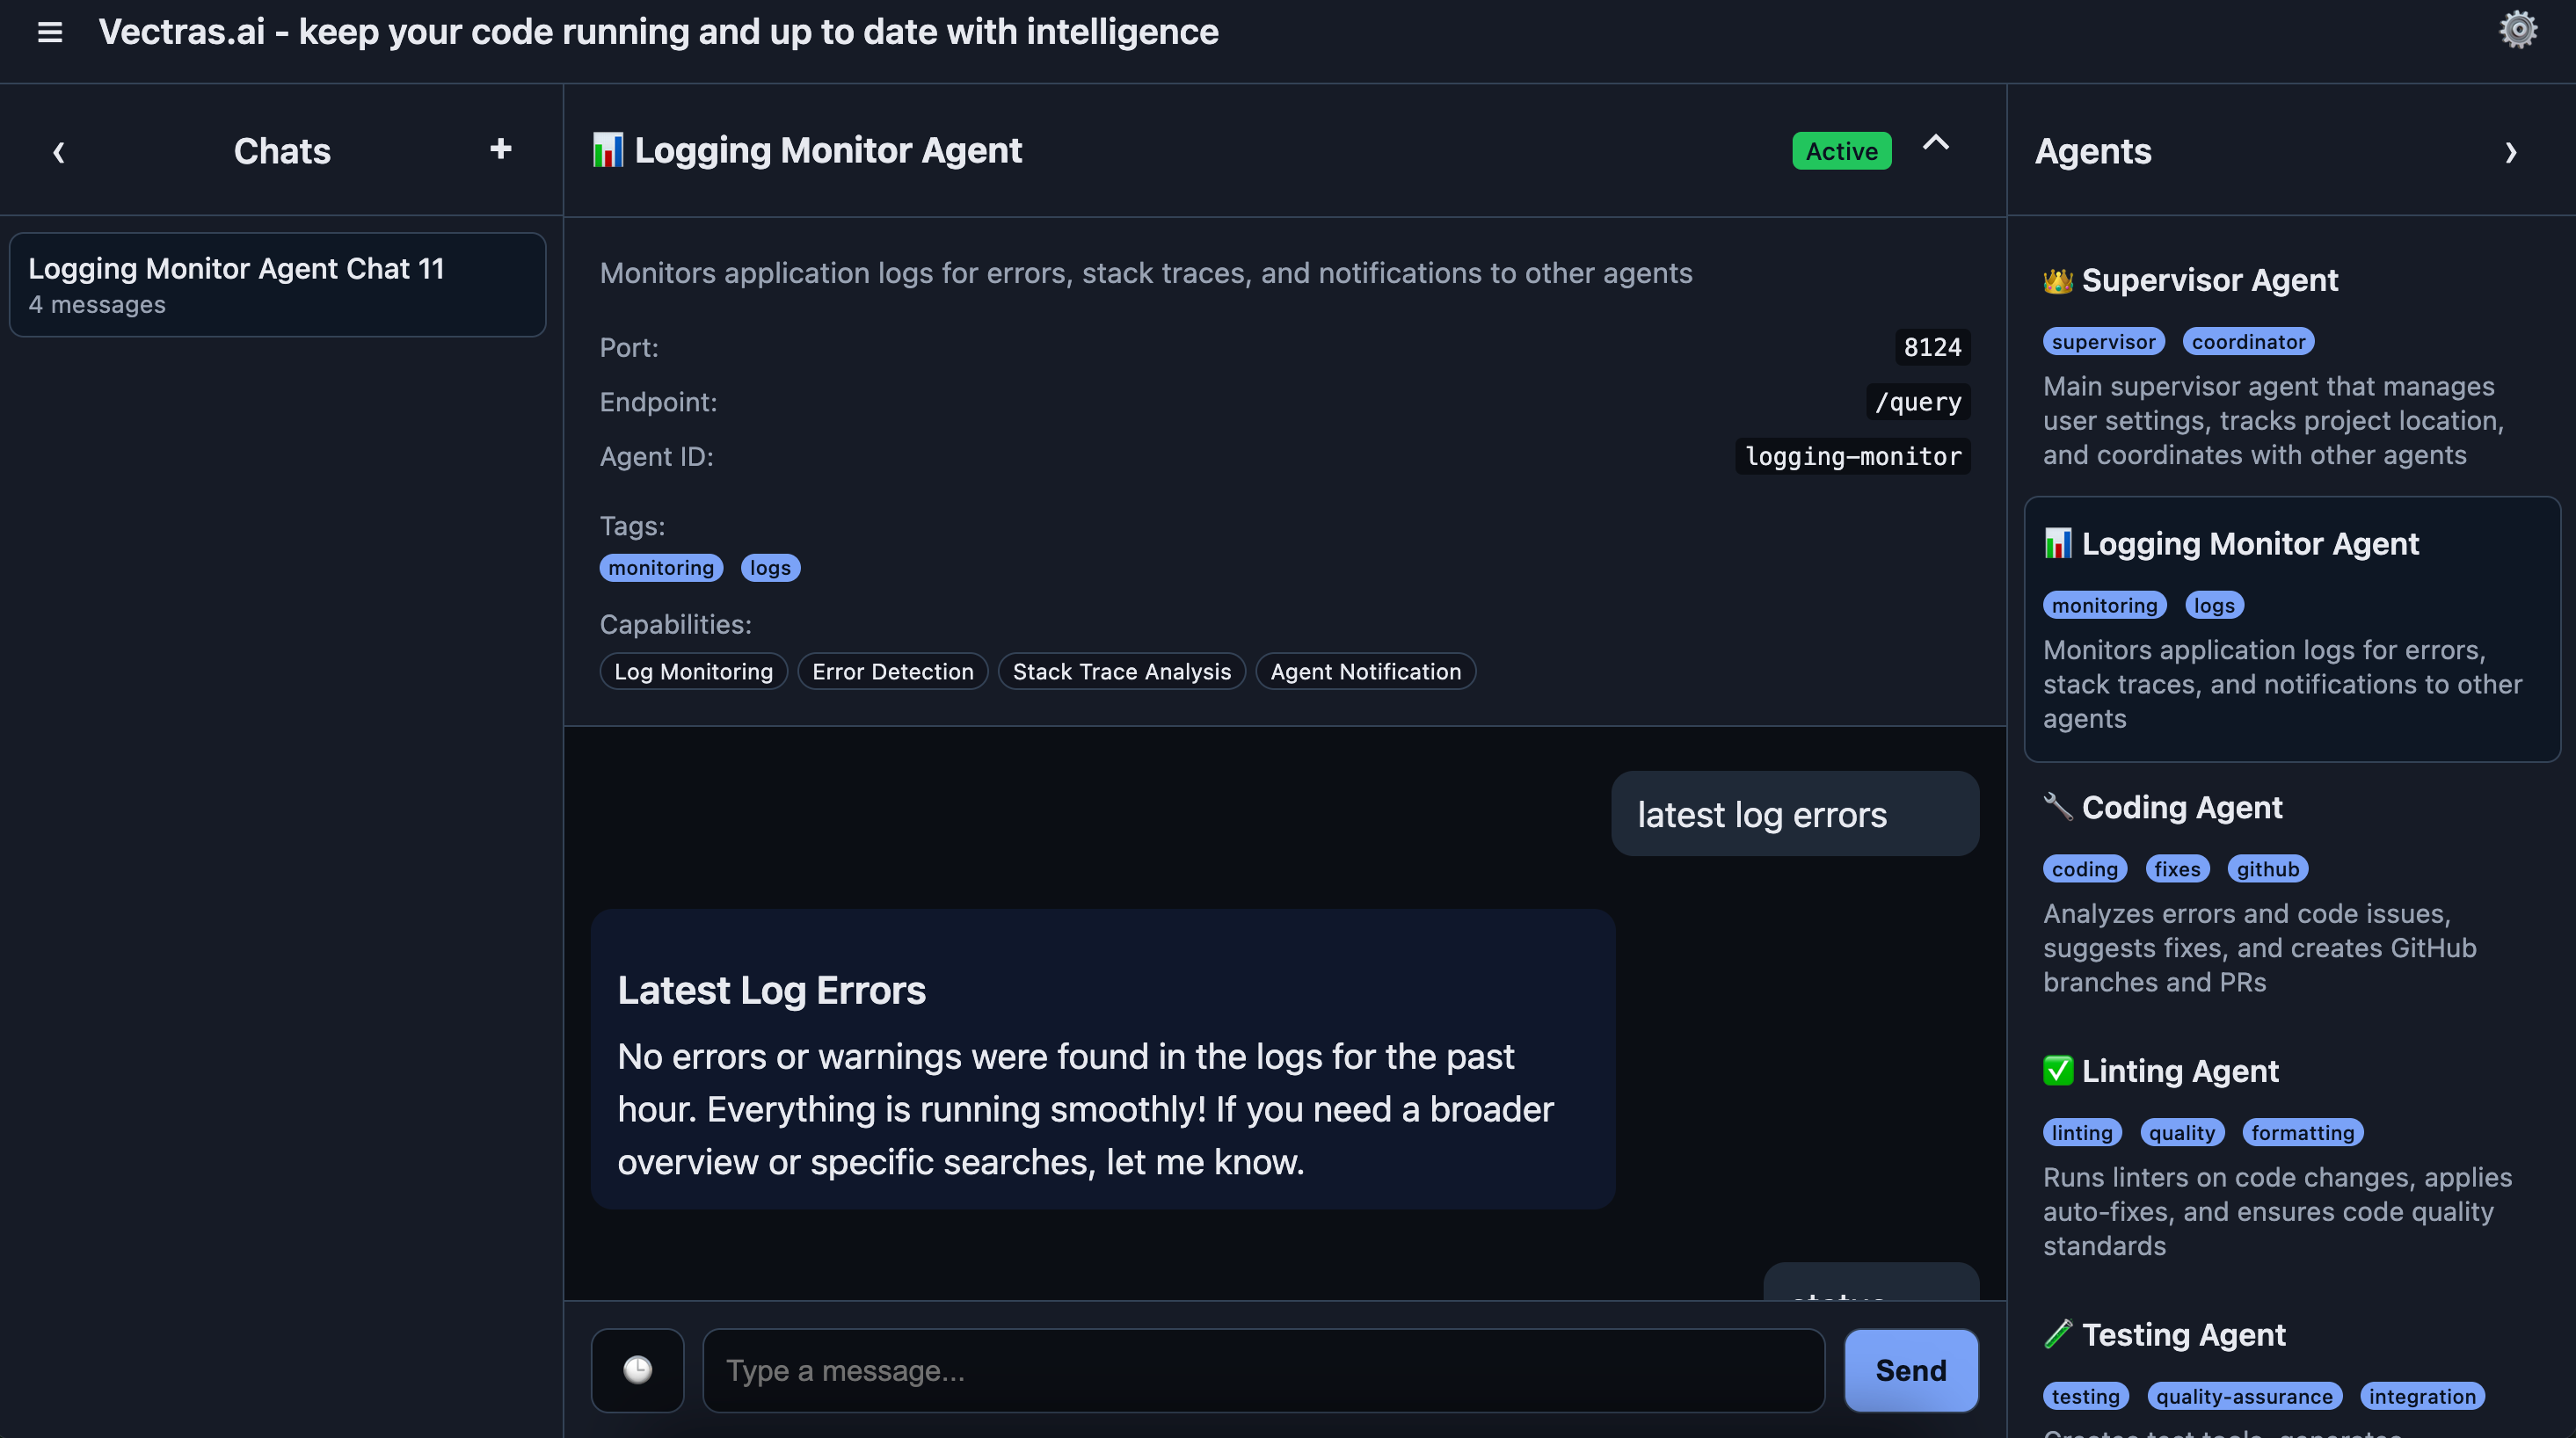 Vectras.ai - keep your code running and up to date with intelligence
Chats
Logging Monitor Agent Chat 11
4 messages
Logging Monitor Agent
Active
Monitors application logs for errors, stack traces, and notifications to other agents
Port:
8124
Endpoint:
/query
Agent ID:
logging-monitor
Tags:
monitoring logs
Capabilities:
Log Monitoring Error Detection Stack Trace Analysis Agent Notification
latest log errors
Latest Log Errors
No errors or warnings were found in the logs for the past
hour. Everything is running smoothly! If you need a broader
overview or specific searches, let me know.
Type a message...
Send
Agents
Supervisor Agent
supervisor coordinator
Main supervisor agent that manages
user settings, tracks project location,
and coordinates with other agents
Logging Monitor Agent
monitoring logs
Monitors application logs for errors,
stack traces, and notifications to other
agents
Coding Agent
coding fixes github
Analyzes errors and code issues,
suggests fixes, and creates GitHub
branches and PRs
Linting Agent
linting quality formatting
Runs linters on code changes, applies
auto-fixes, and ensures code quality
standards
Testing Agent
testing quality-assurance integration